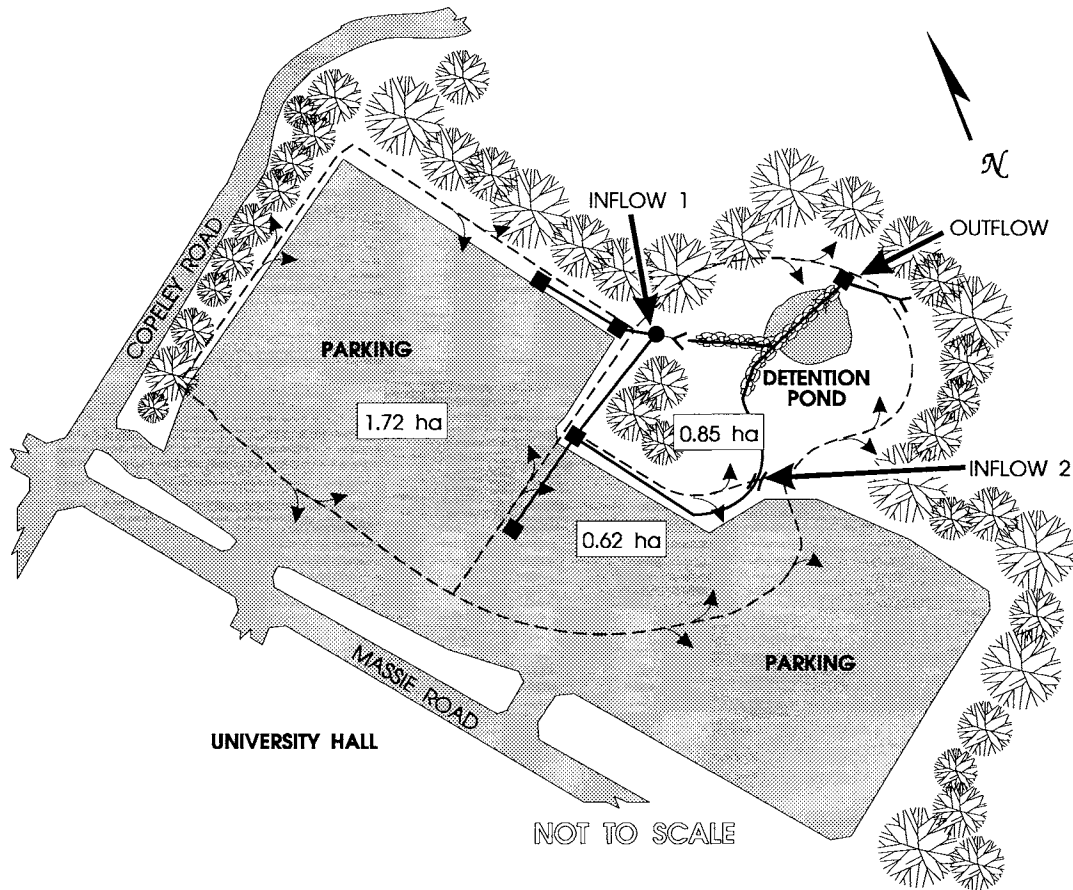 INFLOW 1
N
OUTFLOW
COPELEY ROAD
PARKING
DETENTION
POND
1.72 ha
0.85 ha
INFLOW 2
0.62 ha
MASSIE ROAD
PARKING
UNIVERSITY HALL
NOT TO SCALE